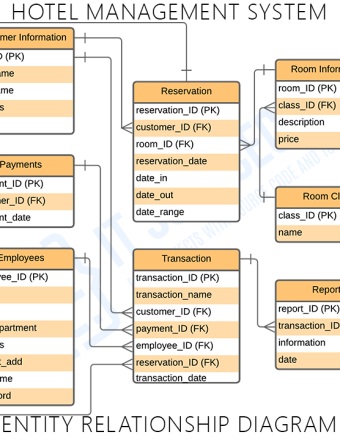 HOTEL MANAGEMENT SYSTEM
mer Information
D (PK)
ame
ame
s
Payments
nt_ID (PK)
er_ID (FK)
nt_date
Employees
yee_ID (PK)
partment
s
t_add
me
ord
Reservation
reservation_ID (PK)
customer_ID (FK)
room_ID (FK)
reservation_date
date_in
date_out
date_range
Transaction
transaction_ID (PK)
transaction_name
customer_ID (FK)
payment_ID (FK)
employee_ID (FK)
reservation_ID (FK)
transaction_date
Room Infor
room_ID (PK)
class_ID (FK)
description
price
Room Cl
class_ID (PK)
name
Report
report_ID (PK)
transaction_ID
information
date
ENTITY RELATIONSHIP DIAGRAM